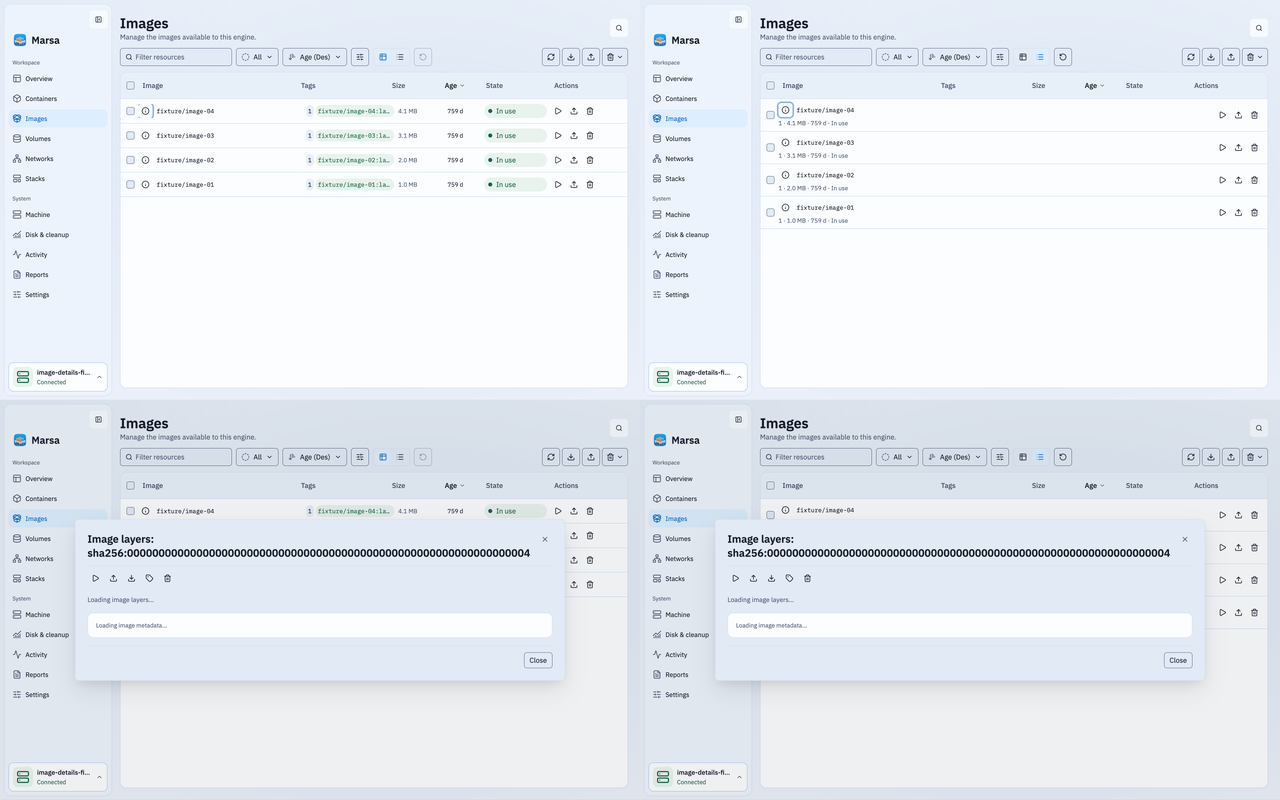 Marsa
Workspace
Overview
Containers
Images
Volumes
Networks
Stacks
System
Machine
Disk & cleanup
Activity
Reports
Settings
image-details-fi...
Connected
Images
Manage the images available to this engine.
Filter resources All Age (Des)
Image Tags Size Age State Actions
fixture/image-04 1 fixture/image-04:la… 4.1 MB 759 d In use
fixture/image-03 1 fixture/image-03:la… 3.1 MB 759 d In use
fixture/image-02 1 fixture/image-02:la… 2.0 MB 759 d In use
fixture/image-01 1 fixture/image-01:la… 1.0 MB 759 d In use
Marsa
Workspace
Overview
Containers
Images
Volumes
Networks
Stacks
System
Machine
Disk & cleanup
Activity
Reports
Settings
image-details-fi...
Connected
Images
Manage the images available to this engine.
Filter resources All Age (Des)
Image Tags Size Age State Actions
fixture/image-04
1 · 4.1 MB · 759 d · In use
fixture/image-03
1 · 3.1 MB · 759 d · In use
fixture/image-02
1 · 2.0 MB · 759 d · In use
fixture/image-01
1 · 1.0 MB · 759 d · In use
Marsa
Workspace
Overview
Containers
Images
Volumes
Networks
Stacks
System
Machine
Disk & cleanup
Activity
Reports
Settings
image-details-fi...
Connected
Images
Manage the images available to this engine.
Filter resources All Age (Des)
Image Tags Size Age State Actions
fixture/image-04 1 fixture/image-04:la… 4.1 MB 759 d In use
Image layers:
sha256:0000000000000000000000000000000000000000000000000000000000000004
Loading image layers...
Loading image metadata...
Close
Marsa
Workspace
Overview
Containers
Images
Volumes
Networks
Stacks
System
Machine
Disk & cleanup
Activity
Reports
Settings
image-details-fi...
Connected
Images
Manage the images available to this engine.
Filter resources All Age (Des)
Image Tags Size Age State Actions
fixture/image-04
Image layers:
sha256:0000000000000000000000000000000000000000000000000000000000000004
Loading image layers...
Loading image metadata...
Close